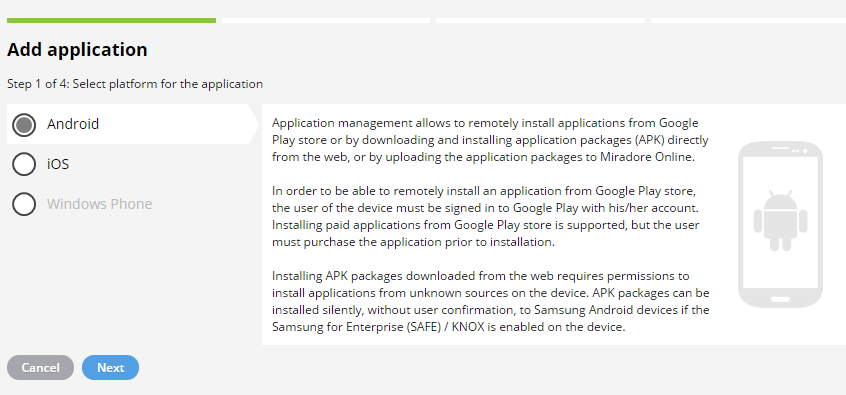 Add application
Step 1 of 4: Select platform for the application
Android
iOS
Windows Phone
Application management allows to remotely install applications from Google
Play store or by downloading and installing application packages (APK) directly
from the web, or by uploading the application packages to Miradore Online.
In order to be able to remotely install an application from Google Play store,
the user of the device must be signed in to Google Play with his/her account.
Installing paid applications from Google Play store is supported, but the user
must purchase the application prior to installation.
Installing APK packages downloaded from the web requires permissions to
install applications from unknown sources on the device. APK packages can be
installed silently, without user confirmation, to Samsung Android devices if the
Samsung for Enterprise (SAFE) / KNOX is enabled on the device.
Cancel
Next